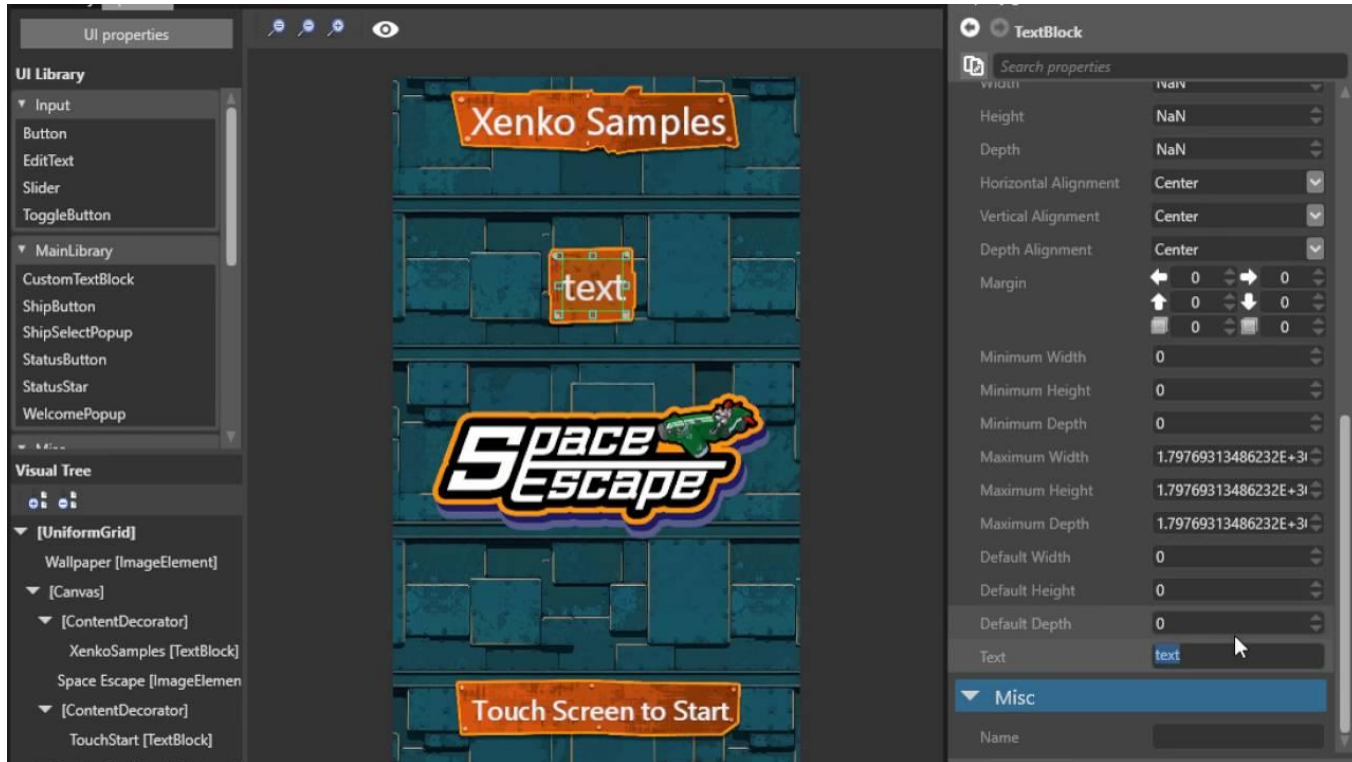 UI properties
UI Library
Input
Button
EditText
Slider
ToggleButton
MainLibrary
CustomTextBlock
ShipButton
ShipSelectPopup
StatusButton
StatusStar
WelcomePopup
Visual Tree
[UniformGrid]
Wallpaper [ImageElement]
[Canvas]
[ContentDecorator]
XenkoSamples [TextBlock]
Space Escape [ImageElemen
[ContentDecorator]
TouchStart [TextBlock]
Xenko Samples
text
Space
Escape
Touch Screen to Start
TextBlock
Search properties
Width NaN
Height NaN
Depth NaN
Horizontal Alignment Center
Vertical Alignment Center
Depth Alignment Center
Margin 0 0
0 0
0 0
Minimum Width 0
Minimum Height 0
Minimum Depth 0
Maximum Width 1.79769313486232E+3
Maximum Height 1.79769313486232E+3
Maximum Depth 1.79769313486232E+3
Default Width 0
Default Height 0
Default Depth 0
Text text
Misc
Name